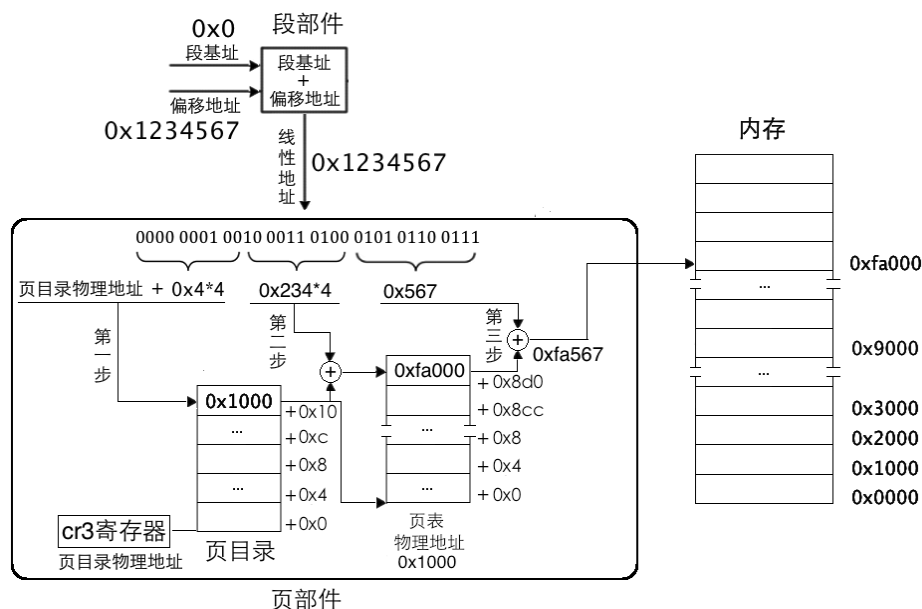 段部件
0x0
段基址
段基址
+
偏移地址
偏移地址
0x1234567
线性地址
0x1234567
内存
0000 0001 0010 0011 0100 0101 0110 0111
页目录物理地址 + 0x4*4
0x234*4
0x567
第一步
第二步
第三步
+
+
0xfa567
0x1000
+0x10
...
+0xc
+0x8
...
+0x4
+0x0
cr3寄存器
页目录物理地址
页目录
0xfa000
+0x8d0
+0x8cc
...
+0x8
+0x4
...
+0x0
页表
物理地址
0x1000
页部件
0xfa000
...
0x9000
...
0x3000
0x2000
0x1000
0x0000